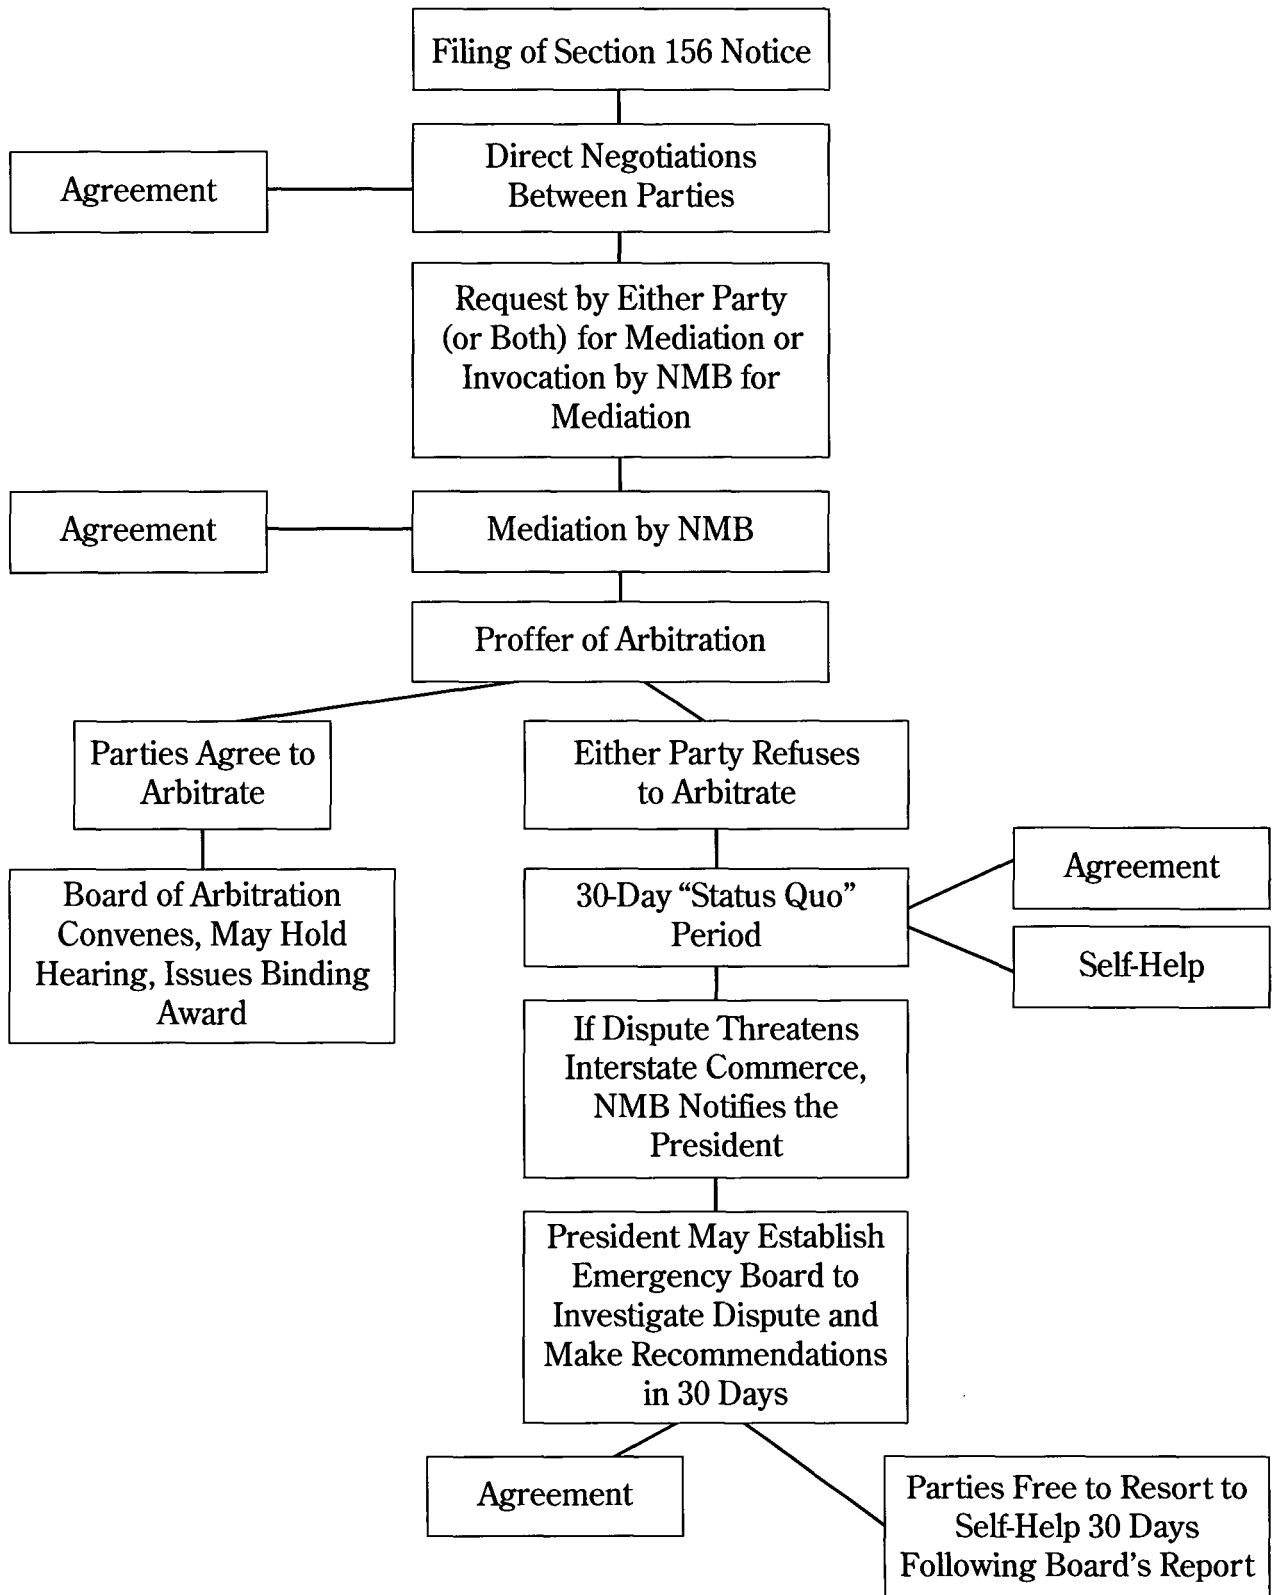 Filing of Section 156 Notice
Direct Negotiations
Between Parties
Agreement
Request by Either Party
(or Both) for Mediation or
Invocation by NMB for
Mediation
Agreement
Mediation by NMB
Proffer of Arbitration
Parties Agree to
Arbitrate
Either Party Refuses
to Arbitrate
Board of Arbitration
Convenes, May Hold
Hearing, Issues Binding
Award
30-Day “Status Quo”
Period
Agreement
Self-Help
If Dispute Threatens
Interstate Commerce,
NMB Notifies the
President
President May Establish
Emergency Board to
Investigate Dispute and
Make Recommendations
in 30 Days
Agreement
Parties Free to Resort to
Self-Help 30 Days
Following Board’s Report